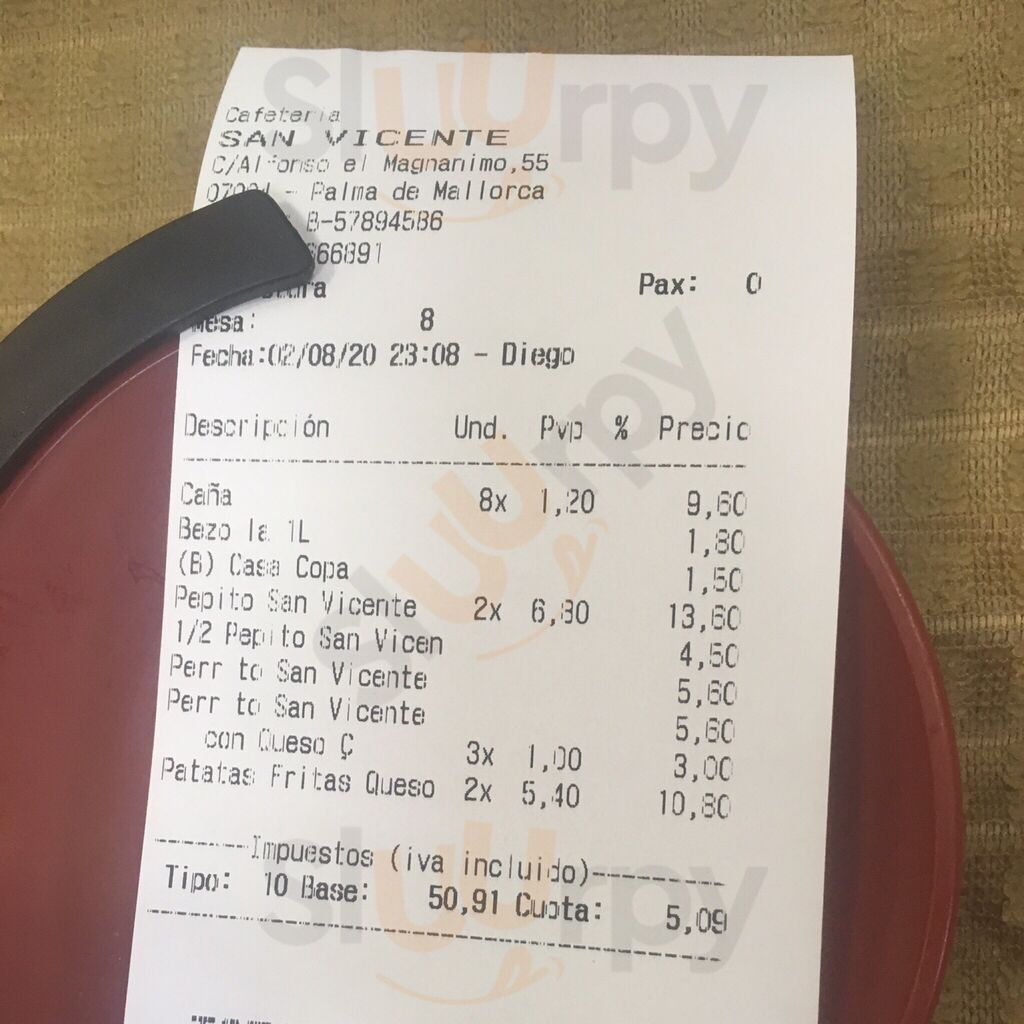 Cafeteria
SAN VICENTE
C/Alfonso el Magnanimo,55
- Palma de Mallorca
B-57894586
66891
Pax: 0
Mesa: 8
Fecha:02/08/20 23:08 - Diego
Descripción Und. Pvp % Precio
Caña 8x 1,20 9,60
Bezo la 1L 1,80
(B) Casa Copa 1,50
Pepito San Vicente 2x 6,80 13,60
1/2 Pepito San Vicen 4,50
Perr to San Vicente 5,60
Perr to San Vicente 5,60
con Queso Ç 3x 1,00 3,00
Patatas Fritas Queso 2x 5,40 10,80
Impuestos (iva incluido)
Tipo: 10 Base: 50,91 Cuota: 5,09
sluurpy
sluurpy
sluurpy